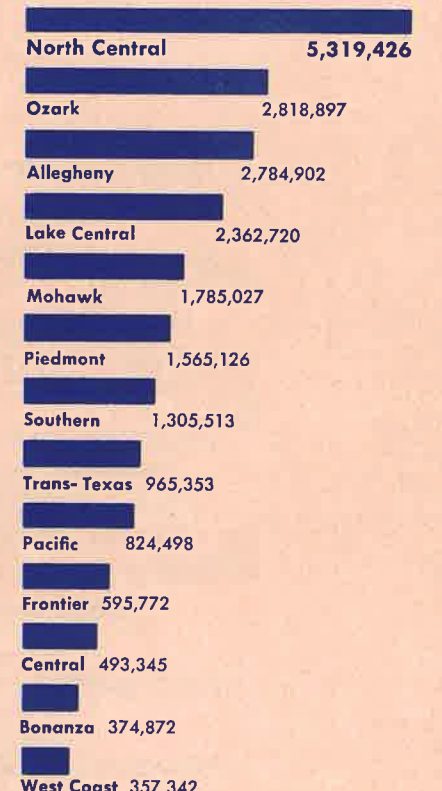 North Central 5,319,426
Ozark 2,818,897
Allegheny 2,784,902
Lake Central 2,362,720
Mohawk 1,785,027
Piedmont 1,565,126
Southern 1,305,513
Trans-Texas 965,353
Pacific 824,498
Frontier 595,772
Central 493,345
Bonanza 374,872
West Coast 357,342